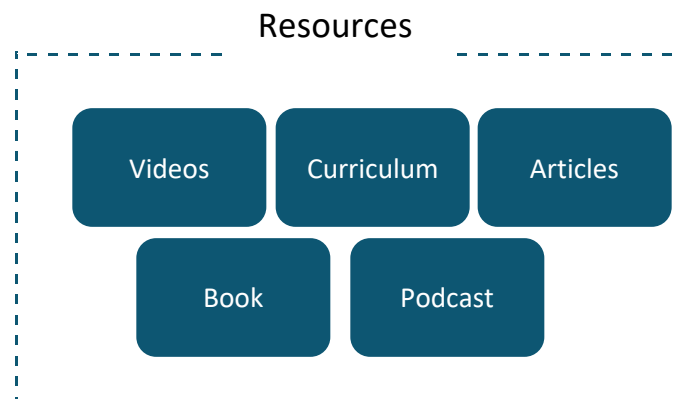 Resources
Videos
Curriculum
Articles
Book
Podcast